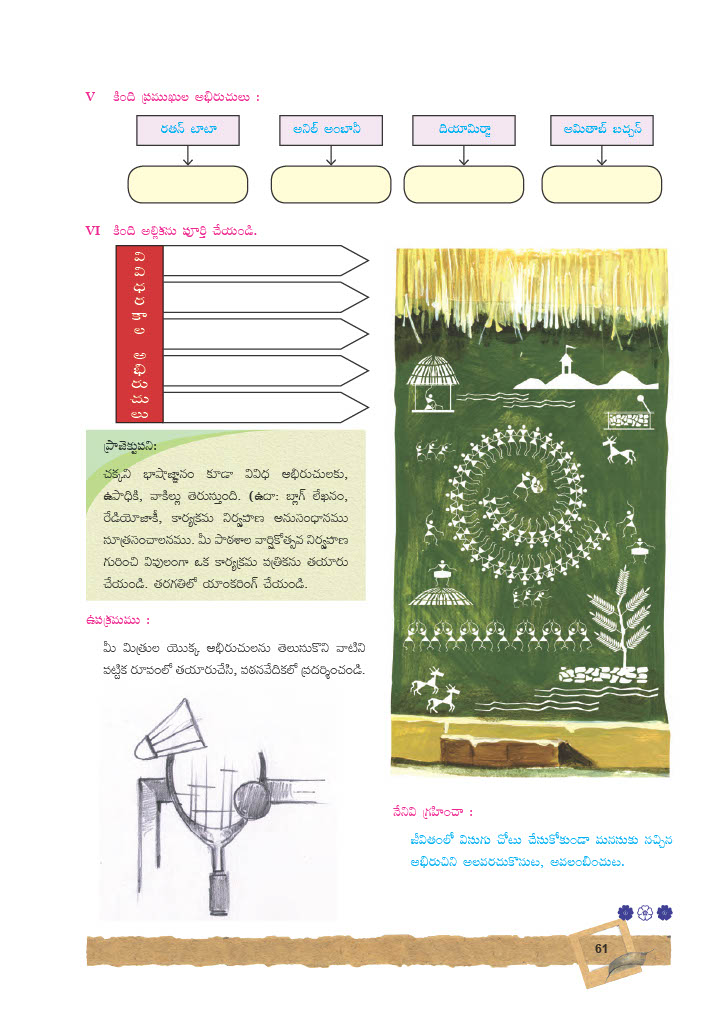 V కింది ప్రముఖుల అభిరుచులు :
రతన్ టాటా
అనిల్ అంబానీ
దియామిర్జా
అమితాబ్ బచ్చన్
VI కింది అల్లికను పూర్తి చేయండి.
వివిధరకాల అభిరుచులు
ప్రాజెక్టుపని:
చక్కని భాషాజ్ఞానం కూడా వివిధ అభిరుచులకు,
ఉపాధికి, వాకిల్లు తెరుస్తుంది. (ఉదా: బ్లాగ్ లేఖనం,
రేడియోజాకీ, కార్యక్రమ నిర్వహణ అనుసంధానము
సూత్రసంచాలనము. మీ పాఠశాల వార్షికోత్సవ నిర్వహణ
గురించి విపులంగా ఒక కార్యక్రమ పత్రికను తయారు
చేయండి. తరగతిలో యాంకరింగ్ చేయండి.
ఉపక్రమము :
మీ మిత్రుల యొక్క అభిరుచులను తెలుసుకొని వాటిని
పట్టిక రూపంలో తయారుచేసి, పఠనవేదికలో ప్రదర్శించండి.
నేనివి గ్రహించా :
జీవితంలో విసుగు చోటు చేసుకోకుండా మనసుకు నచ్చిన
అభిరుచిని అలవరచుకొనుట, అవలంబించుట.
61